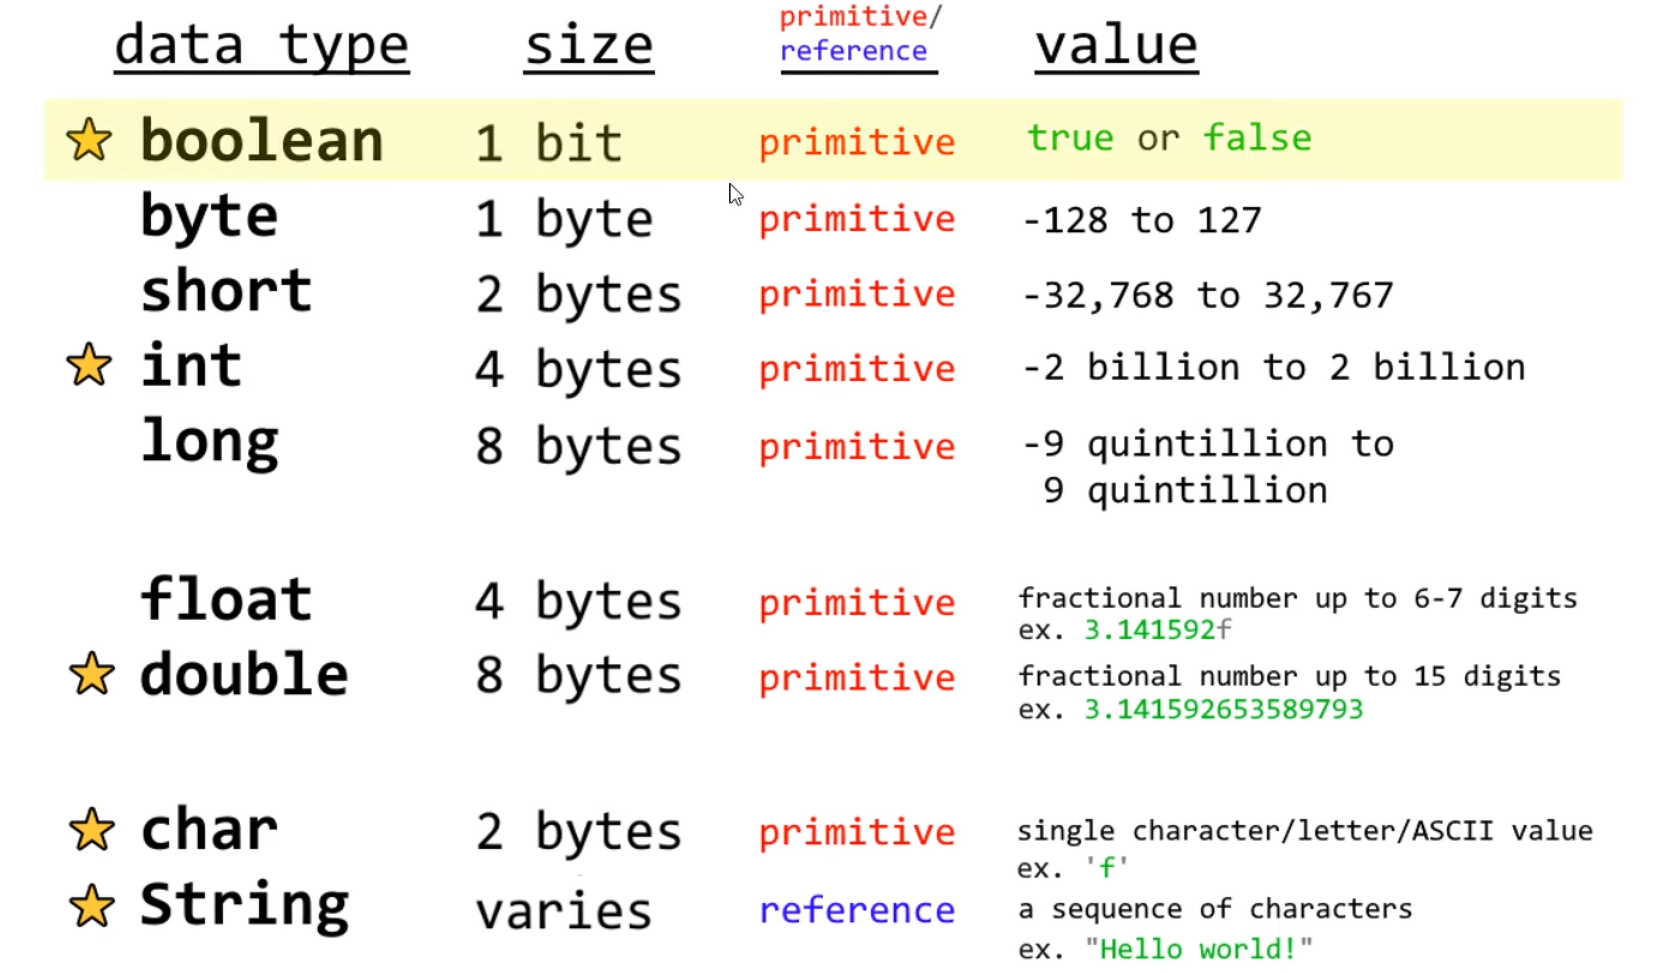 data type size primitive/ value
reference
boolean 1 bit primitive true or false
byte 1 byte primitive -128 to 127
short 2 bytes primitive -32,768 to 32,767
int 4 bytes primitive -2 billion to 2 billion
long 8 bytes primitive -9 quintillion to
9 quintillion
float 4 bytes primitive fractional number up to 6-7 digits
ex. 3.141592f
double 8 bytes primitive fractional number up to 15 digits
ex. 3.141592653589793
char 2 bytes primitive single character/letter/ASCII value
ex. 'f'
String varies reference a sequence of characters
ex. "Hello world!"